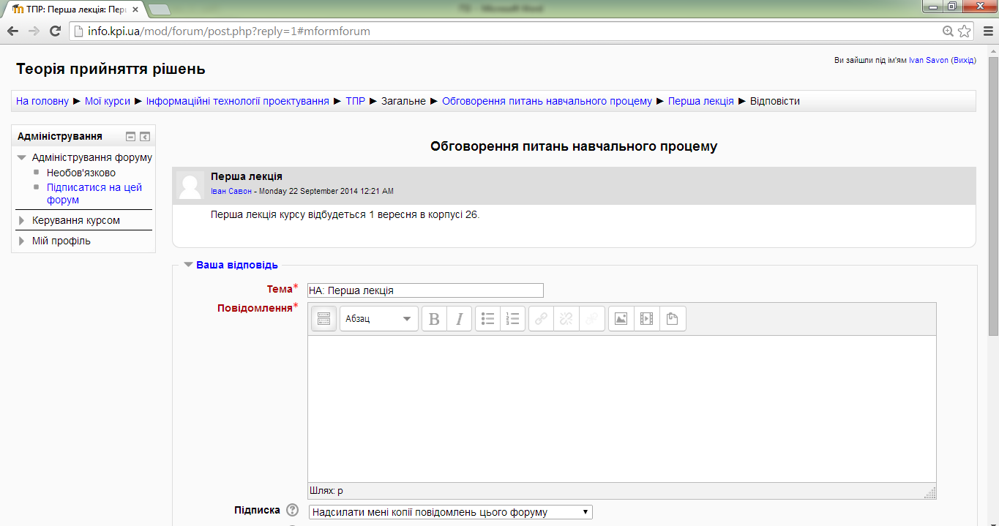 ТПР: Перша лекція: Пер
info.kpi.ua/mod/forum/post.php?reply=1#mformforum
Ви зайшли під ім'ям Ivan Savon (Вихід)
Теорія прийняття рішень
На головну ► Мої курси ► Інформаційні технології проектування ► ТПР ► Загальне ► Обговорення питань навчального процему ► Перша лекція ► Відповісти
Адміністрування
Адміністрування форуму
Необов'язково
Підписатися на цей
форум
Керування курсом
Мій профіль
Обговорення питань навчального процему
Перша лекція
Іван Савон - Monday 22 September 2014 12:21 AM
Перша лекція курсу відбудеться 1 вересня в корпусі 26.
Ваша відповідь
Тема*
НА: Перша лекція
Повідомлення*
Абзац
B I
Шлях: p
Підписка
Надсилати мені копії повідомлень цього форуму